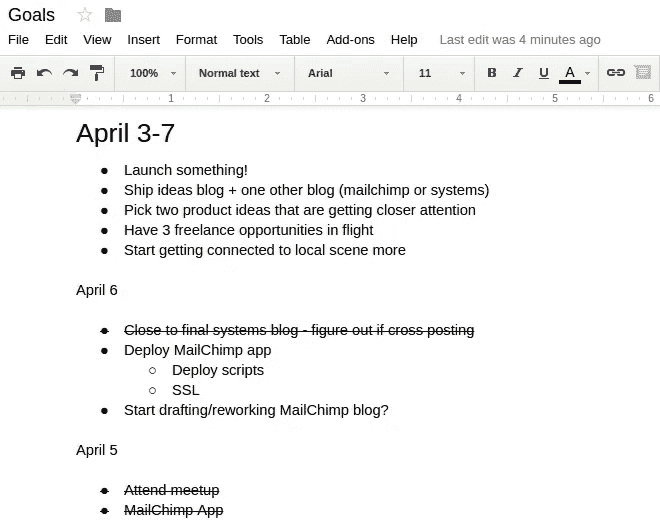 Goals
File Edit View Insert Format Tools Table Add-ons Help Last edit was 4 minutes ago
100% Normal text Arial 11 B I U A
1 2 3 4 5 6
April 3-7
● Launch something!
● Ship ideas blog + one other blog (mailchimp or systems)
● Pick two product ideas that are getting closer attention
● Have 3 freelance opportunities in flight
● Start getting connected to local scene more
April 6
● Close to final systems blog - figure out if cross posting
● Deploy MailChimp app
○ Deploy scripts
○ SSL
● Start drafting/reworking MailChimp blog?
April 5
● Attend meetup
● MailChimp App